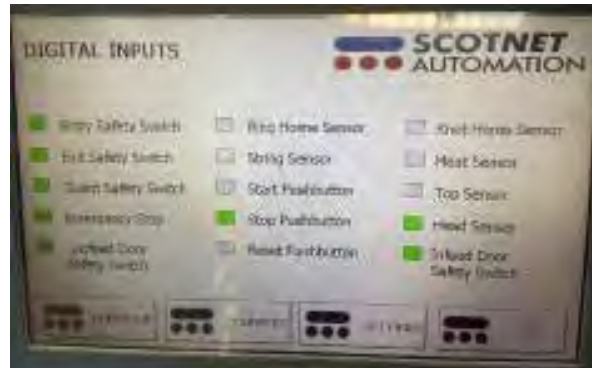 DIGITAL INPUTS
SCOTNET
AUTOMATION
Entry Safety Switch
Exit Safety Switch
Guard Safety Switch
Emergency Stop
Door
Safety Switch
Ring Home Sensor
String Sensor
Start Pushbutton
Stop Pushbutton
Reset Pushbutton
Knot Home Sensor
Meat Sensor
Top Sensor
Head Sensor
Infeed Door
Safety Switch